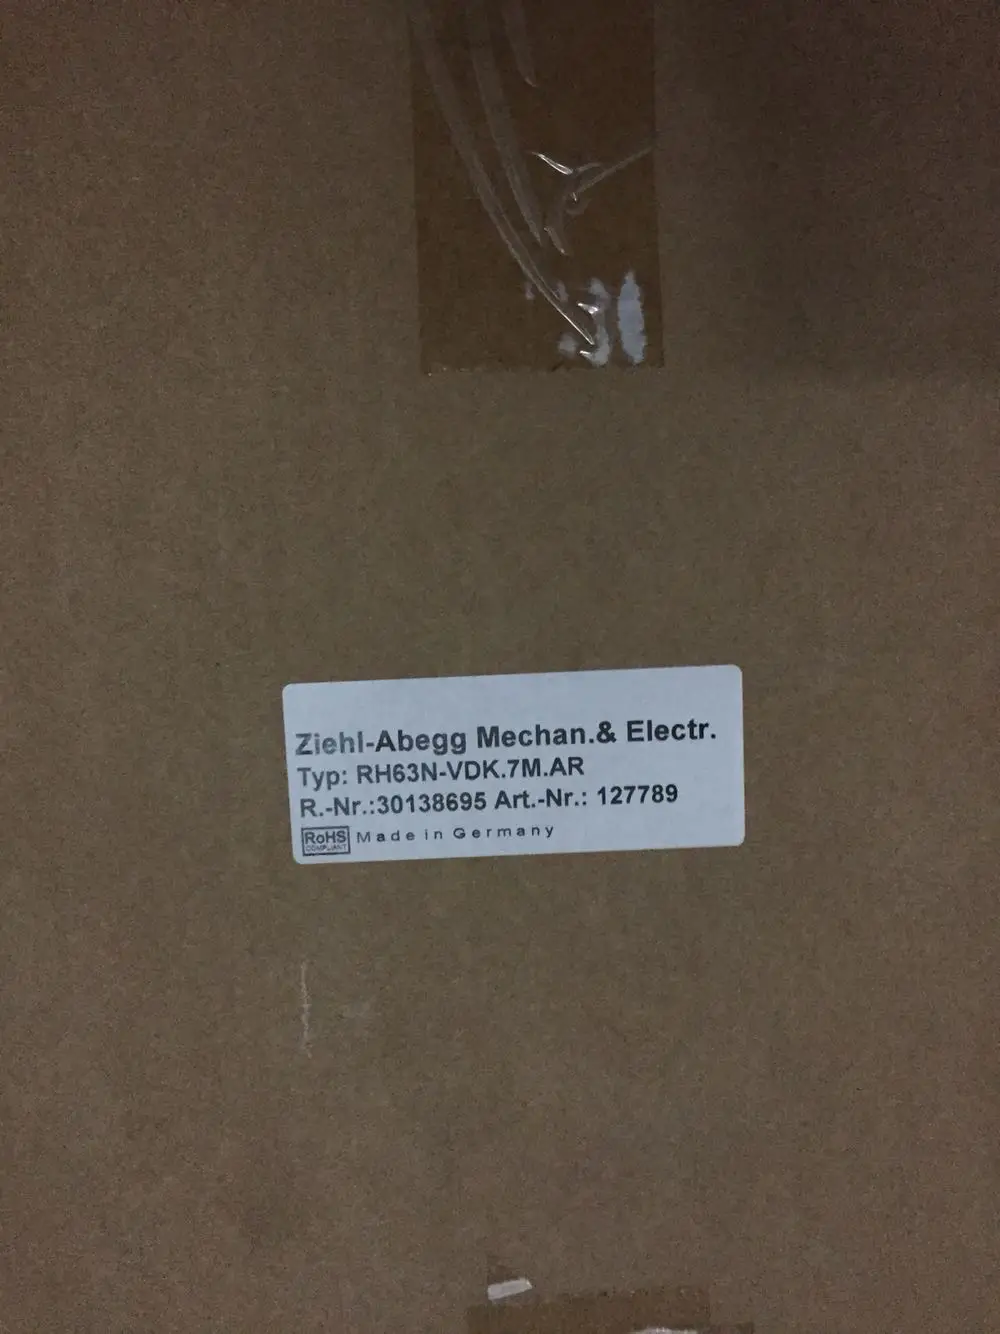 Ziehl-Abegg Mechan.& Electr.
Typ: RH63N-VDK.7M.AR
R.-Nr.:30138695 Art.-Nr.: 127789
RoHS
COMPLIANT
Made in Germany